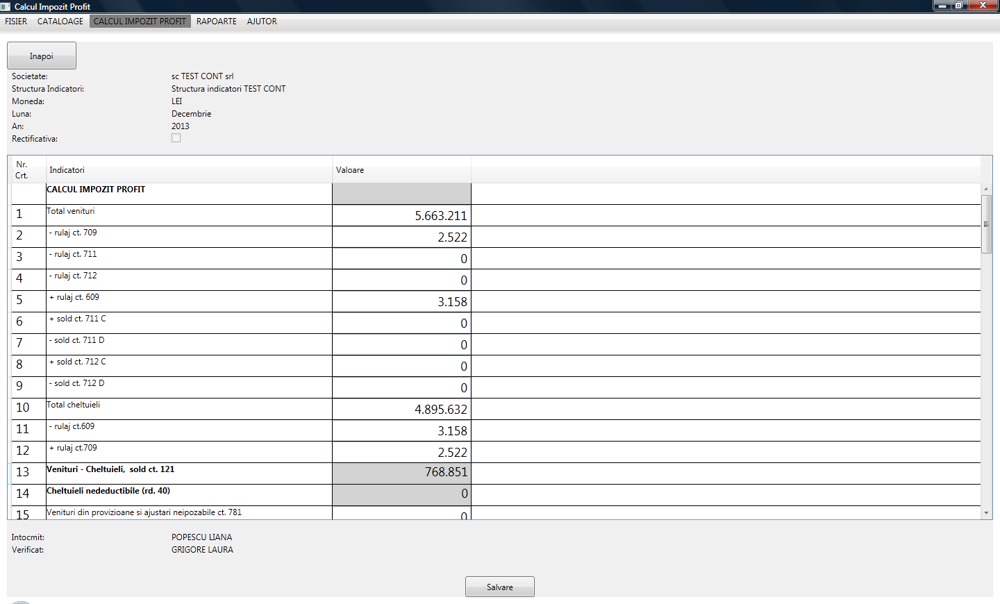 Calcul Impozit Profit
FISIER CATALOAGE CALCUL IMPOZIT PROFIT RAPOARTE AJUTOR
Inapoi
Societate: sc TEST CONT srl
Structura Indicatori: Structura indicatori TEST CONT
Moneda: LEI
Luna: Decembrie
An: 2013
Rectificativa:
Nr. Crt. Indicatori Valoare
CALCUL IMPOZIT PROFIT
1 Total venituri 5.663.211
2 - rulaj ct. 709 2.522
3 - rulaj ct. 711 0
4 - rulaj ct. 712 0
5 + rulaj ct. 609 3.158
6 + sold ct. 711 C 0
7 - sold ct. 711 D 0
8 + sold ct. 712 C 0
9 - sold ct. 712 D 0
10 Total cheltuieli 4.895.632
11 - rulaj ct.609 3.158
12 + rulaj ct.709 2.522
13 Venituri - Cheltuieli, sold ct. 121 768.851
14 Cheltuieli nedeductibile (rd. 40) 0
15 Venituri din provizioane si ajustari neipozabile ct. 781 0
Intocmit: POPESCU LIANA
Verificat: GRIGORE LAURA
Salvare